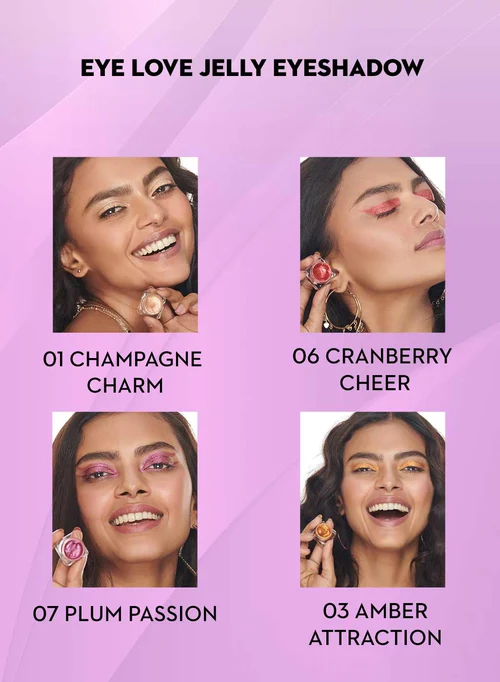 EYE LOVE JELLY EYESHADOW
01 CHAMPAGNE
CHARM
06 CRANBERRY
CHEER
07 PLUM PASSION
03 AMBER
ATTRACTION